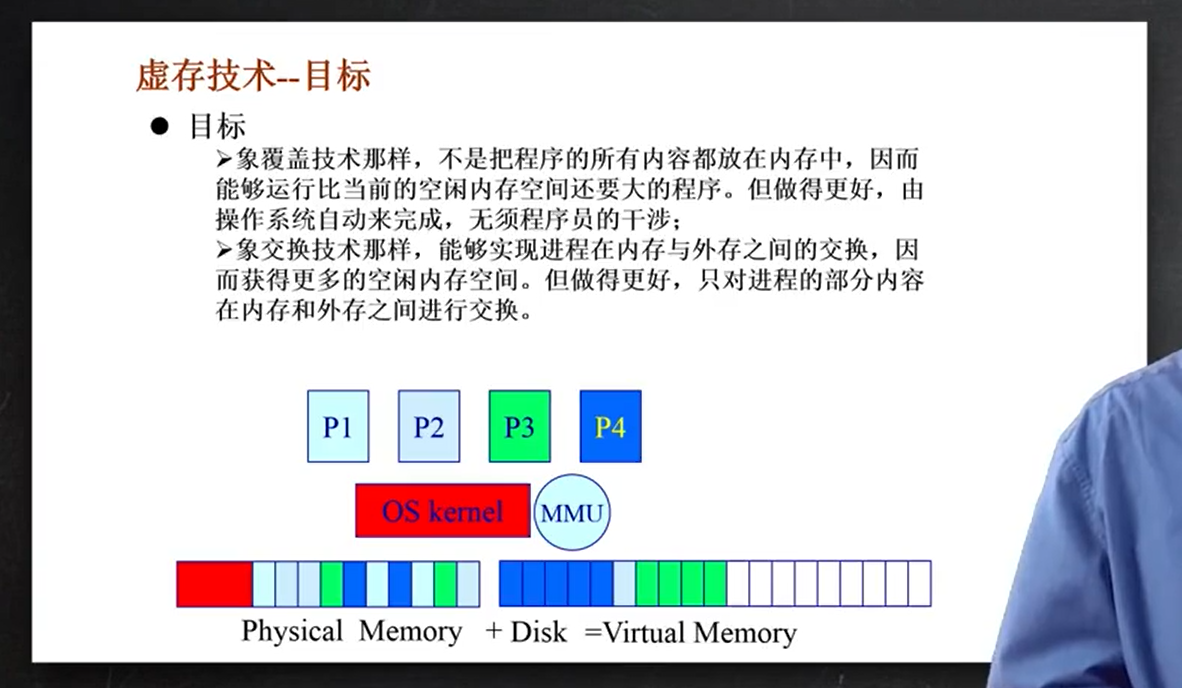 虚存技术--目标
● 目标
➢象覆盖技术那样，不是把程序的所有内容都放在内存中，因而
能够运行比当前的空闲内存空间还要大的程序。但做得更好，由
操作系统自动来完成，无须程序员的干涉；
➢象交换技术那样，能够实现进程在内存与外存之间的交换，因
而获得更多的空闲内存空间。但做得更好，只对进程的部分内容
在内存和外存之间进行交换。
P1 P2 P3 P4
OS kernel MMU
Physical Memory + Disk =Virtual Memory